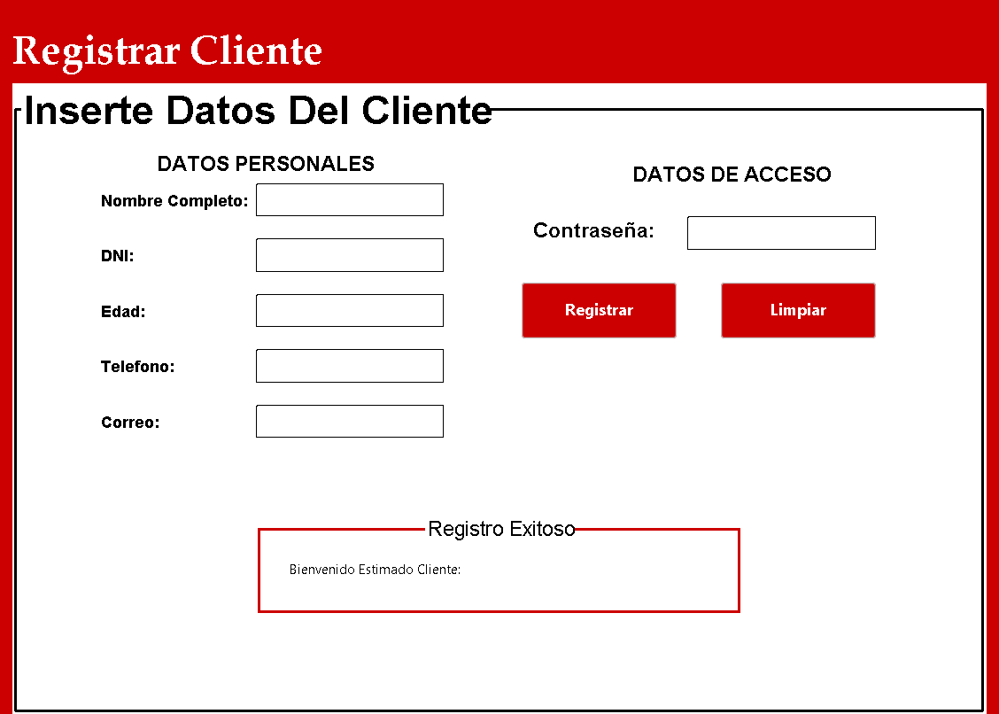 Registrar Cliente
Inserte Datos Del Cliente
DATOS PERSONALES
Nombre Completo:
DNI:
Edad:
Telefono:
Correo:
DATOS DE ACCESO
Contraseña:
Registrar
Limpiar
Registro Exitoso
Bienvenido Estimado Cliente: